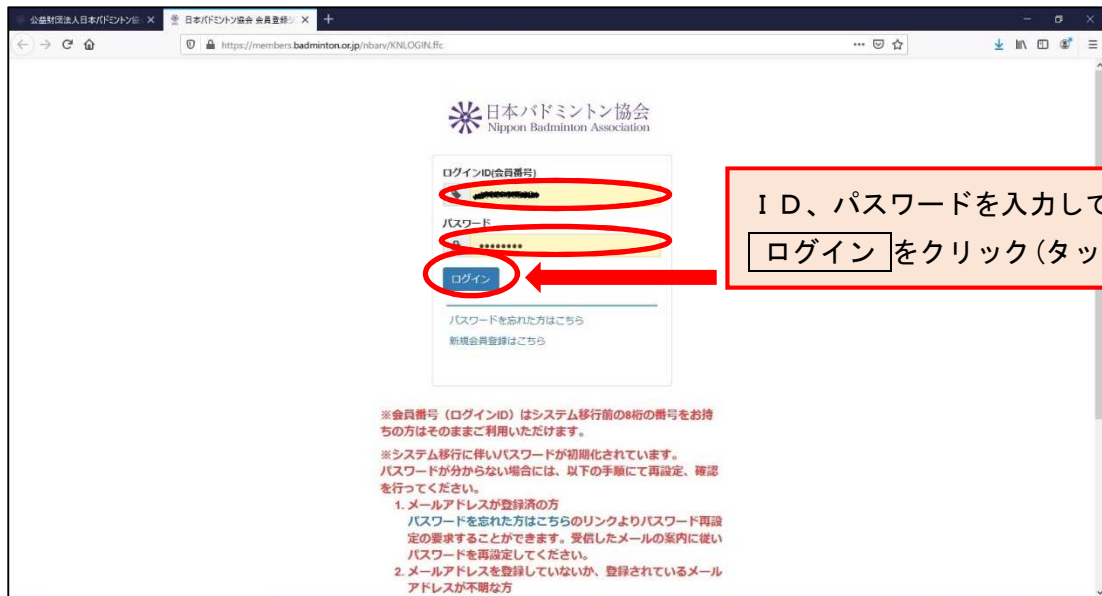 公益財団法人日本バドミントン協
日本バドミントン協会 会員登録シ
https://members.badminton.or.jp/nbarv/KNLOGIN.ffc
日本バドミントン協会
Nippon Badminton Association
ログインID(会員番号)
パスワード
ログイン
パスワードを忘れた方はこちら
新規会員登録はこちら
ＩＤ、パスワードを入力して
ログイン をクリック(タッ
※会員番号（ログインID）はシステム移行前の8桁の番号をお持
ちの方はそのままご利用いただけます。
※システム移行に伴いパスワードが初期化されています。
パスワードが分からない場合には、以下の手順にて再設定、確認
を行ってください。
1. メールアドレスが登録済の方
パスワードを忘れた方はこちらのリンクよりパスワード再設
定の要求することができます。受信したメールの案内に従い
パスワードを再設定してください。
2. メールアドレスを登録していないか、登録されているメール
アドレスが不明な方